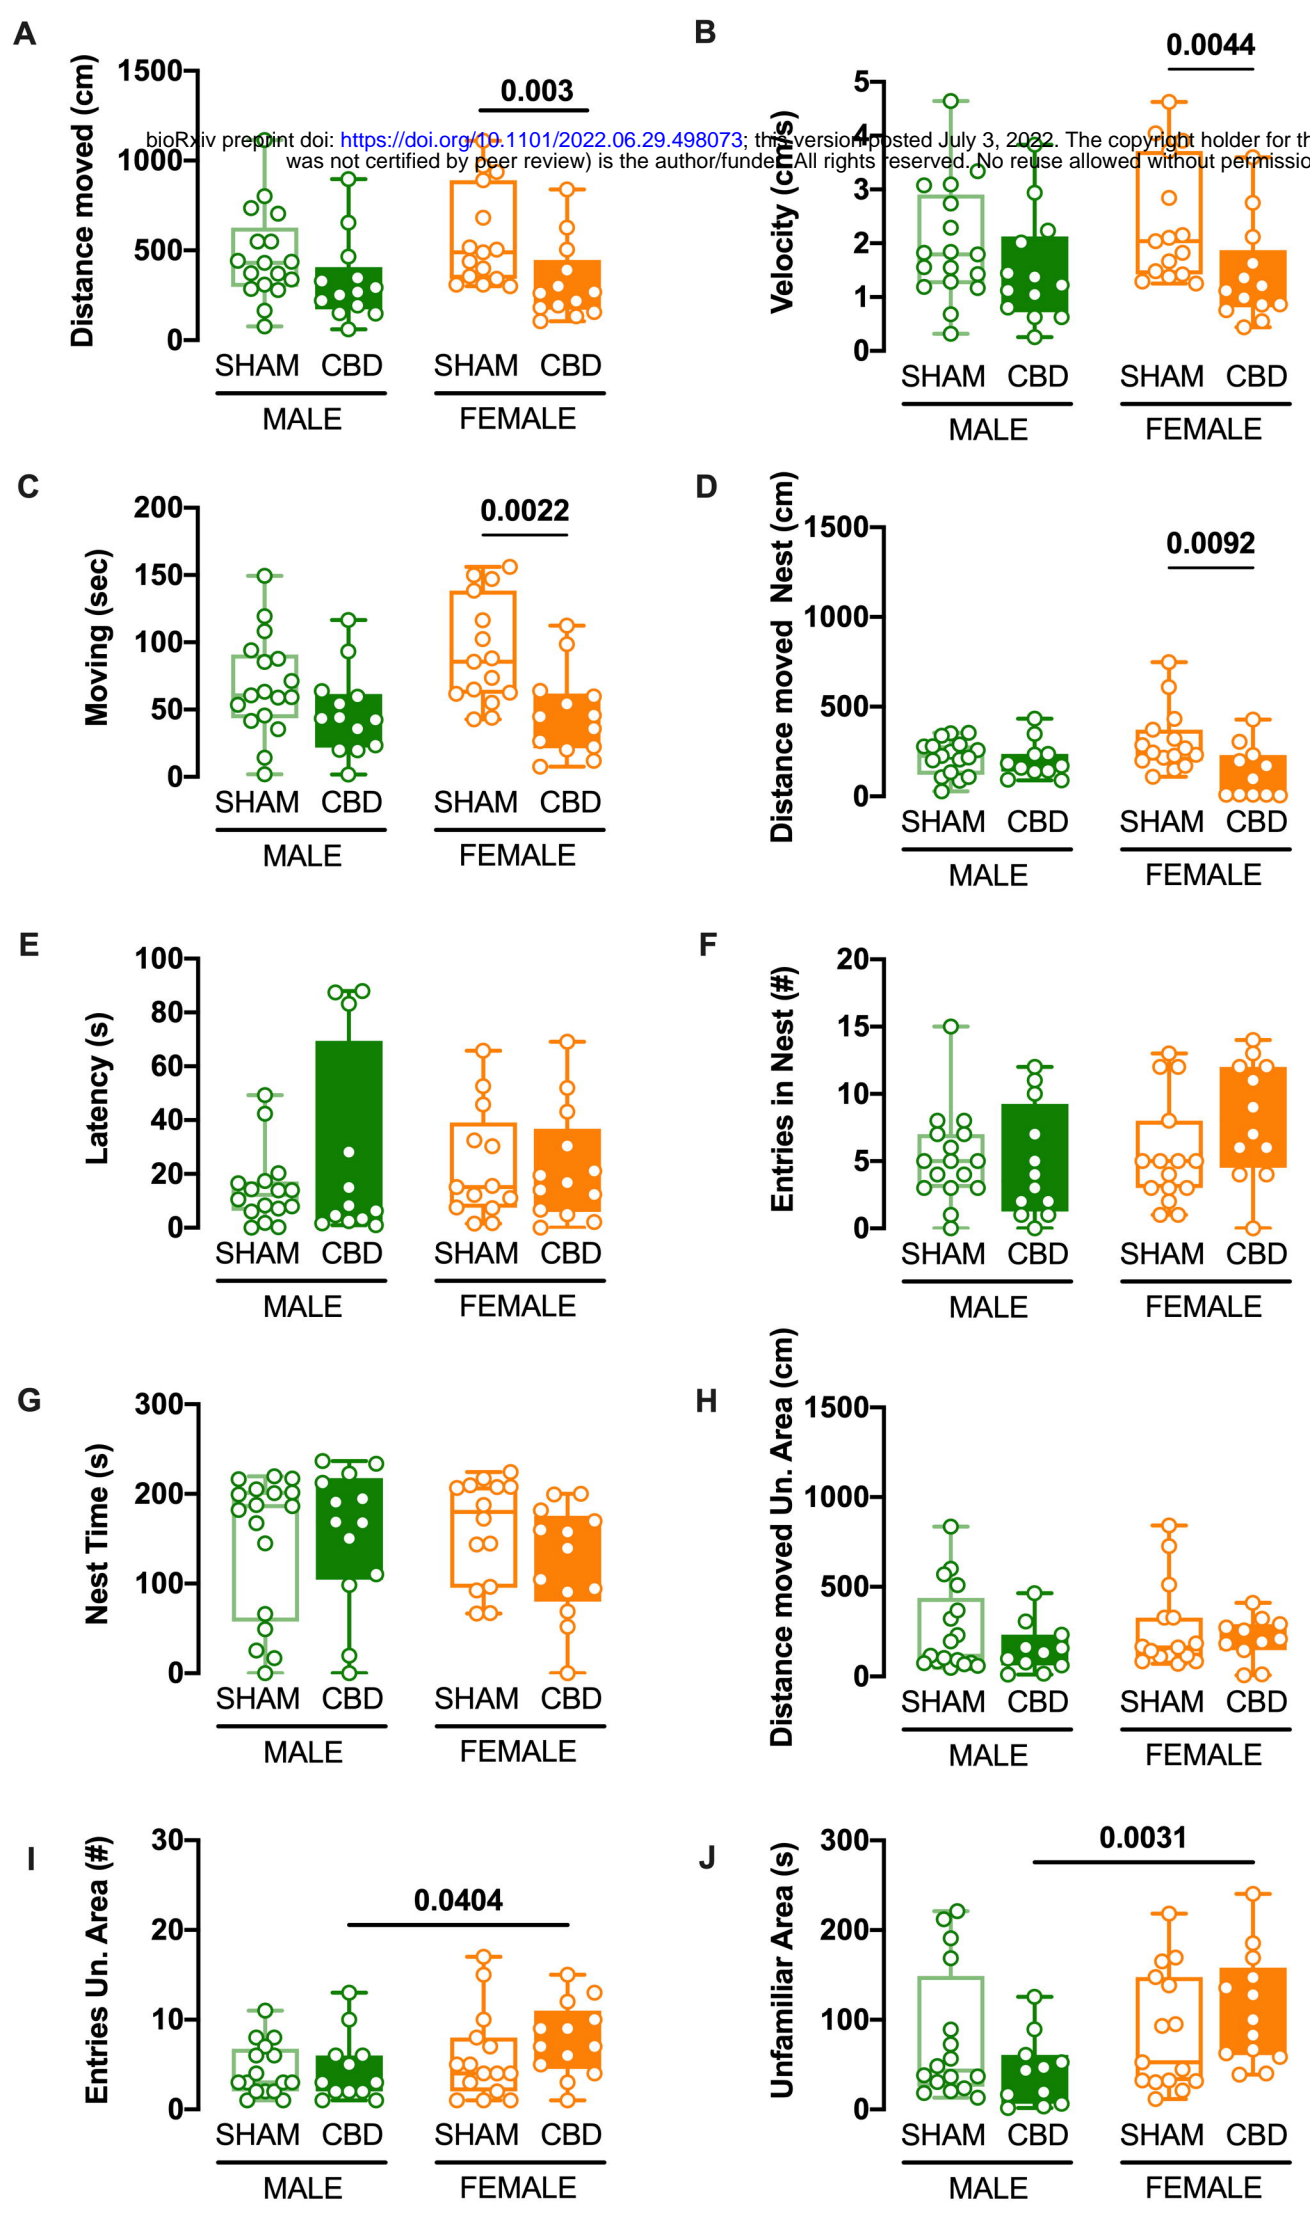 A
B
Distance moved (cm)
1500
1000
500
0
0.003
SHAM CBD SHAM CBD
MALE FEMALE
Velocity (cm/s)
5
4
3
2
1
0
0.0044
SHAM CBD SHAM CBD
MALE FEMALE
bioRxiv preprint doi: https://doi.org/10.1101/2022.06.29.498073; this version posted July 3, 2022. The copyright holder for th
was not certified by peer review) is the author/funder. All rights reserved. No reuse allowed without permissio
C
Moving (sec)
200
150
100
50
0
0.0022
SHAM CBD SHAM CBD
MALE FEMALE
D
Distance moved Nest (cm)
1500
1000
500
0
0.0092
SHAM CBD SHAM CBD
MALE FEMALE
E
Latency (s)
100
80
60
40
20
0
SHAM CBD SHAM CBD
MALE FEMALE
F
Entries in Nest (#)
20
15
10
5
0
SHAM CBD SHAM CBD
MALE FEMALE
G
Nest Time (s)
300
200
100
0
SHAM CBD SHAM CBD
MALE FEMALE
H
Distance moved Un. Area (cm)
1500
1000
500
0
SHAM CBD SHAM CBD
MALE FEMALE
I
Entries Un. Area (#)
30
20
10
0
0.0404
SHAM CBD SHAM CBD
MALE FEMALE
J
Unfamiliar Area (s)
300
200
100
0
0.0031
SHAM CBD SHAM CBD
MALE FEMALE